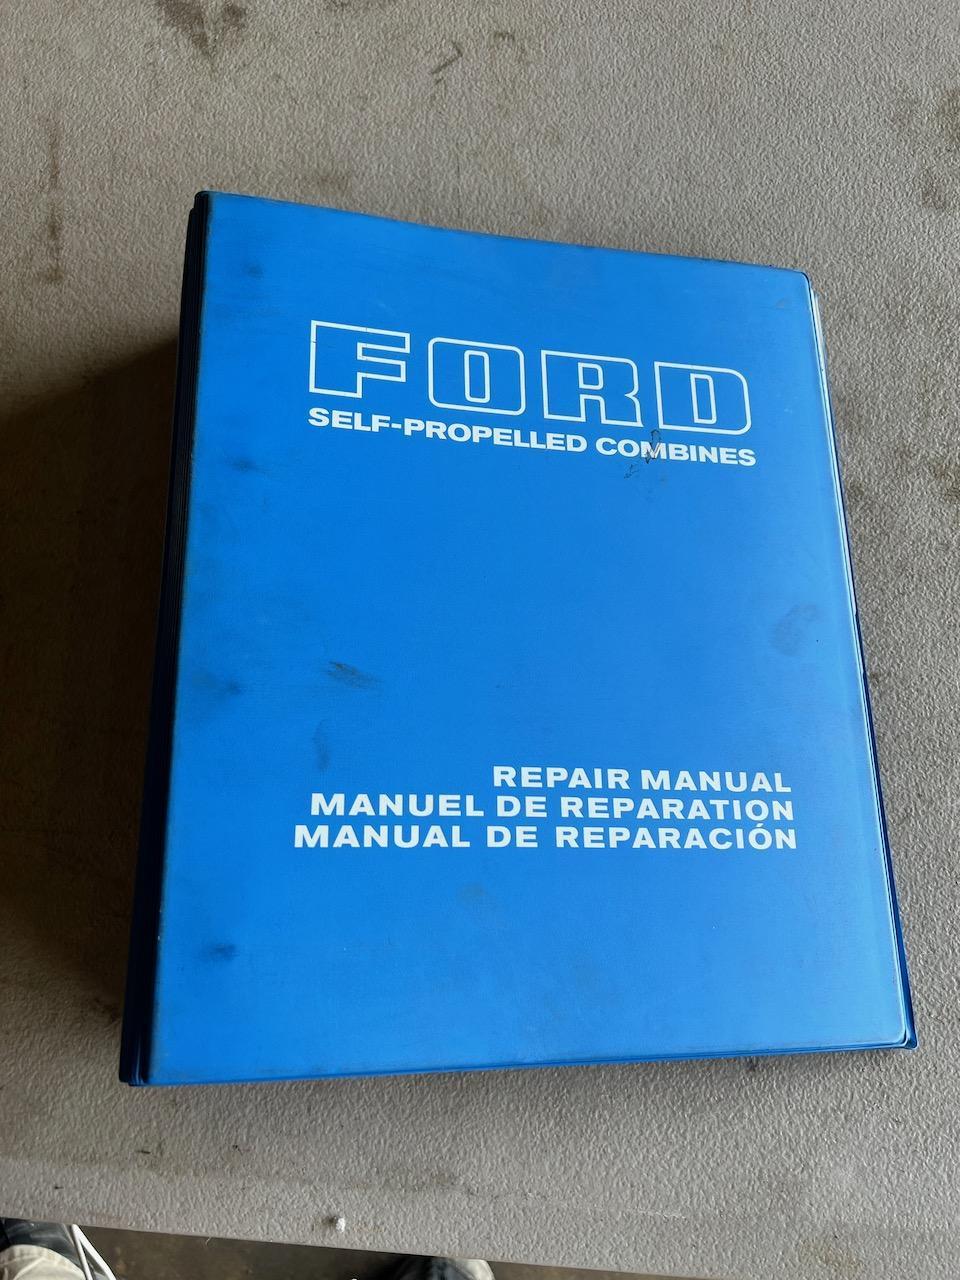 FORD
SELF-PROPELLED COMBINES
REPAIR MANUAL
MANUEL DE REPARATION
MANUAL DE REPARACIÓN